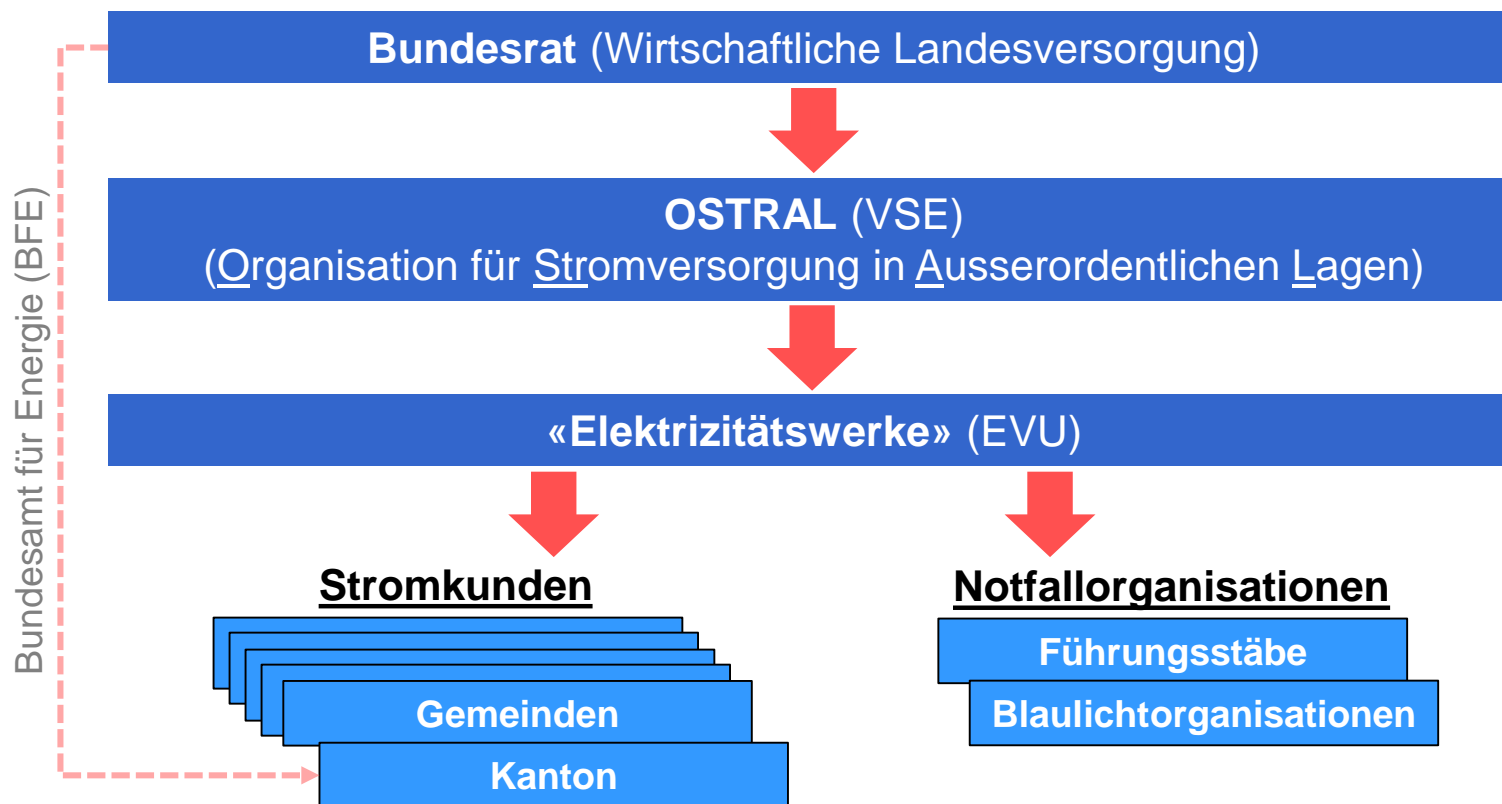 Bundesrat (Wirtschaftliche Landesversorgung)
Bundesamt für Energie (BFE)
OSTRAL (VSE)
(Organisation für Stromversorgung in Ausserordentlichen Lagen)
«Elektrizitätswerke» (EVU)
Stromkunden
Gemeinden
Kanton
Notfallorganisationen
Führungsstäbe
Blaulichtorganisationen